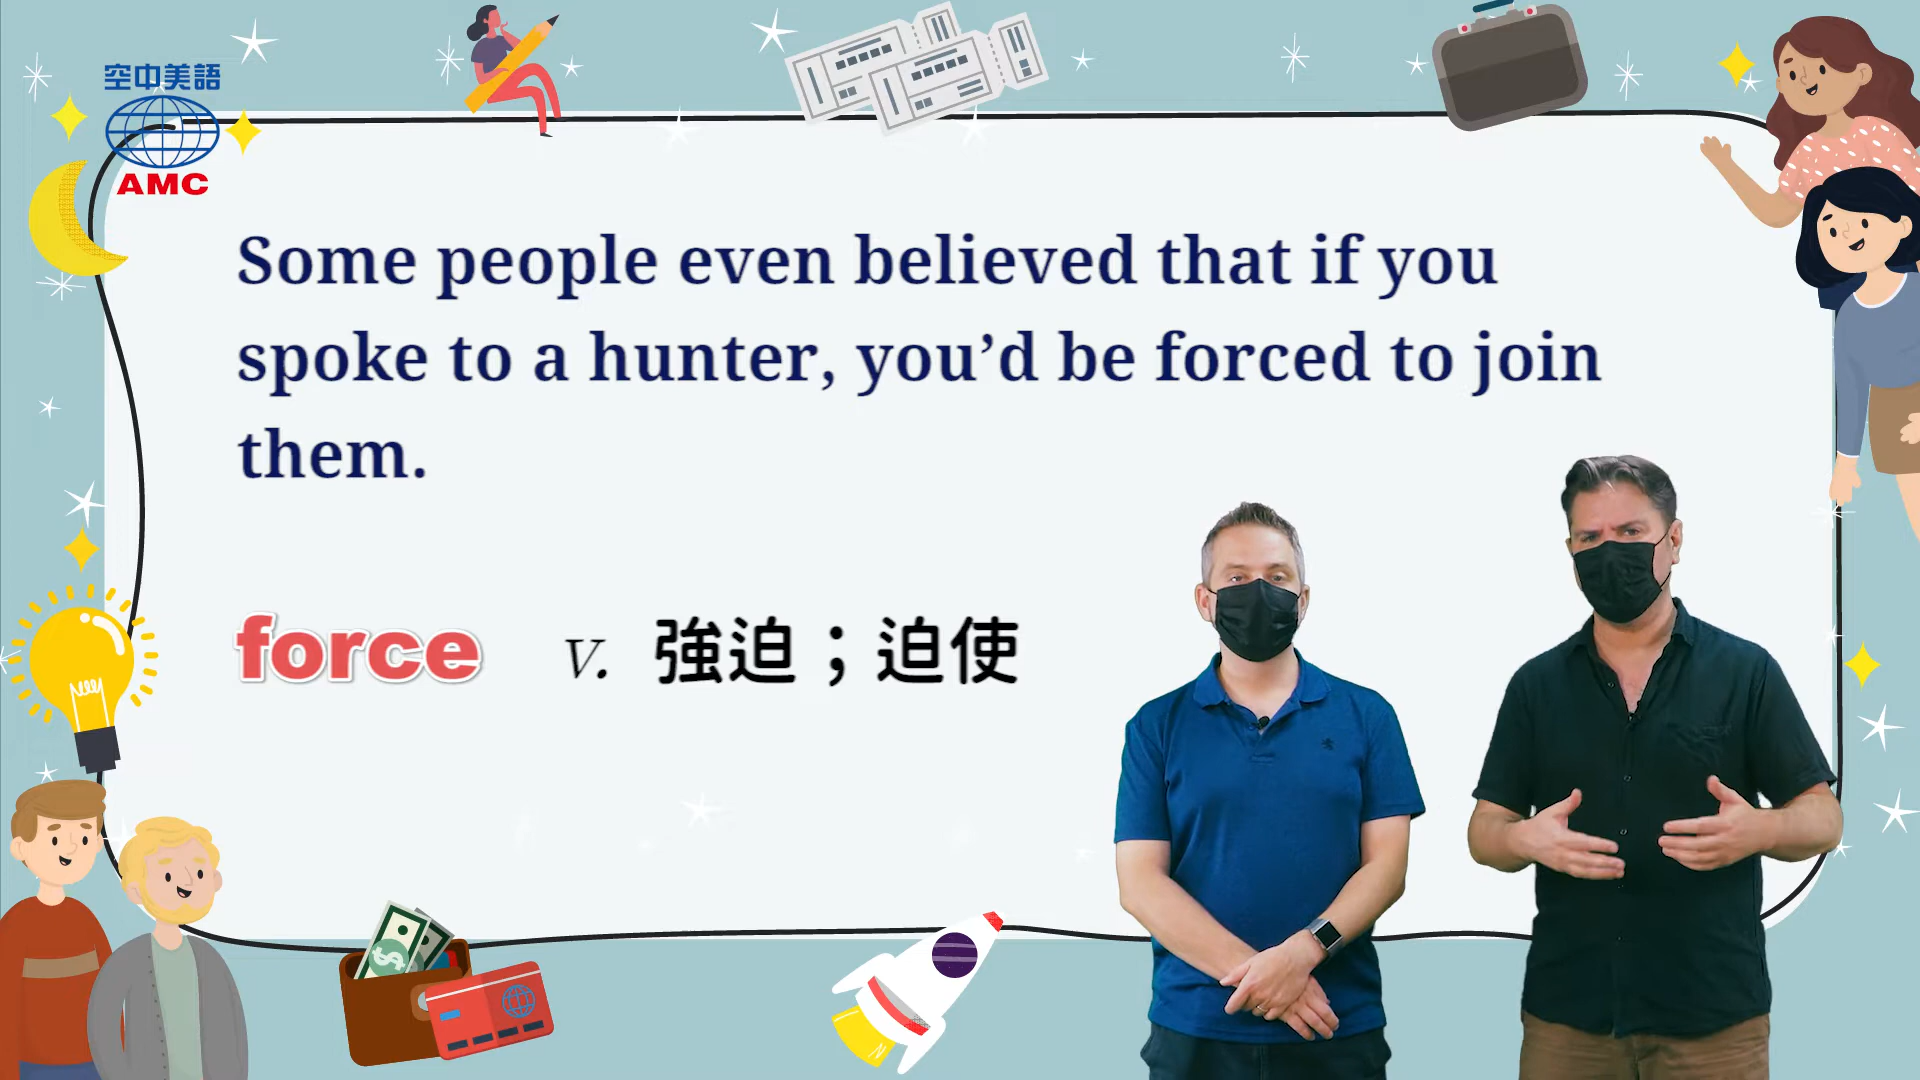 空中美語
AMC
Some people even believed that if you
spoke to a hunter, you’d be forced to join
them.
force v. 強迫；迫使